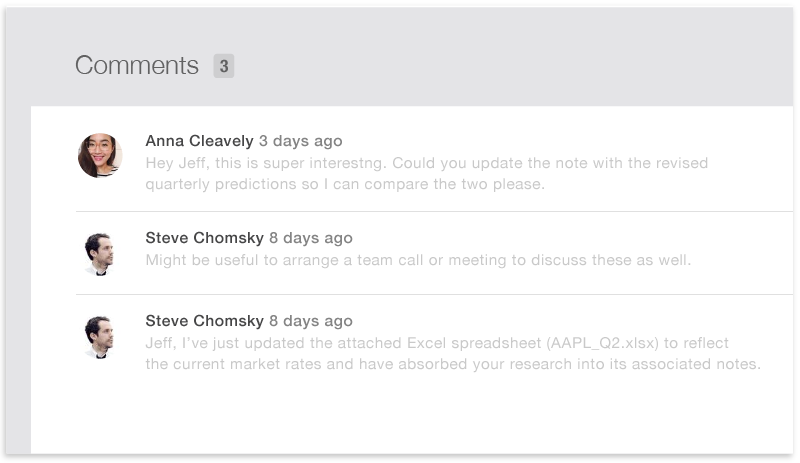 Comments 3
Anna Cleavely 3 days ago
Hey Jeff, this is super interestng. Could you update the note with the revised
quarterly predictions so I can compare the two please.
Steve Chomsky 8 days ago
Might be useful to arrange a team call or meeting to discuss these as well.
Steve Chomsky 8 days ago
Jeff, I've just updated the attached Excel spreadsheet (AAPL_Q2.xlsx) to reflect
the current market rates and have absorbed your research into its associated notes.